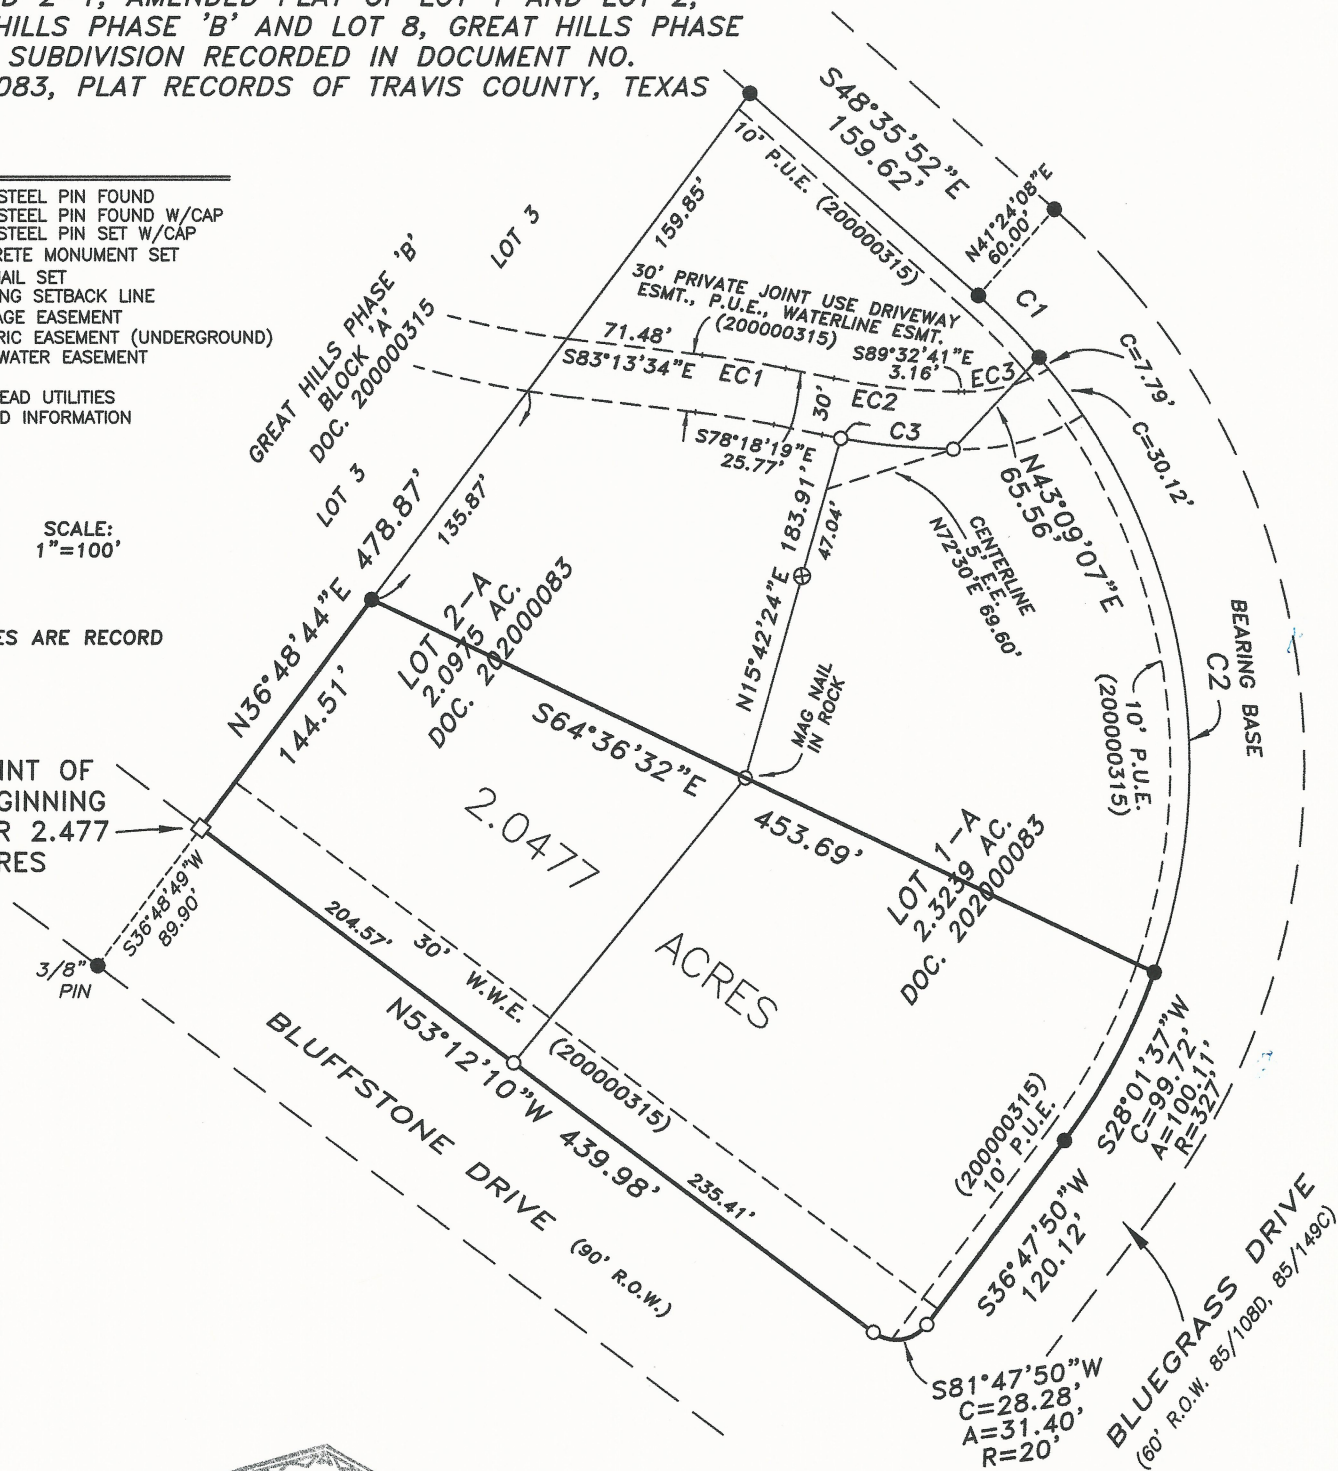 D 2-1, AMENDED PLAT OF LOT 1 AND LOT 2,
HILLS PHASE 'B' AND LOT 8, GREAT HILLS PHASE
SUBDIVISION RECORDED IN DOCUMENT NO.
083, PLAT RECORDS OF TRAVIS COUNTY, TEXAS
STEEL PIN FOUND
STEEL PIN FOUND W/CAP
STEEL PIN SET W/CAP
RETE MONUMENT SET
AIL SET
NG SETBACK LINE
AGE EASEMENT
RIC EASEMENT (UNDERGROUND)
WATER EASEMENT
EAD UTILITIES
D INFORMATION
SCALE:
1"=100'
ES ARE RECORD
S48°35'52"E
159.62'
10' P.U.E. (200000315)
N41°24'08"E
60.00'
C1
159.85'
LOT 3
GREAT HILLS PHASE 'B'
BLOCK 'A'
DOC. 200000315
LOT 3
30' PRIVATE JOINT USE DRIVEWAY
ESMT., P.U.E., WATERLINE ESMT.
(200000315)
71.48'
S83°13'34"E
EC1
S89°32'41"E
3.16'
EC3
EC2
30'
C3
S78°18'19"E
25.77'
C=7.79'
C=30.12'
N43°09'07"E
65.56'
CENTERLINE
5' E.E.
N72°30'E 69.60'
N15°42'24"E 183.91'
47.04'
MAG NAIL
IN ROCK
BEARING BASE
C2
10' P.U.E.
(200000315)
N36°48'44"E 478.87'
135.87'
144.51'
LOT 2-A
2.0975 AC.
DOC. 202000083
S64°36'32"E
453.69'
LOT 1-A
2.3239 AC.
DOC. 202000083
2.0477
ACRES
INT OF
GINNING
R 2.477
RES
S36°48'49"W
89.90'
3/8"
PIN
204.57'
30' W.W.E.
(200000315)
N53°12'10"W 439.98'
235.41'
BLUFFSTONE DRIVE (90' R.O.W.)
(200000315)
10' P.U.E.
S28°01'37"W
C=99.72'
A=100.11'
R=327'
S36°47'50"W
120.12'
S81°47'50"W
C=28.28'
A=31.40'
R=20'
BLUEGRASS DRIVE
(60' R.O.W. 85/108D, 85/149C)